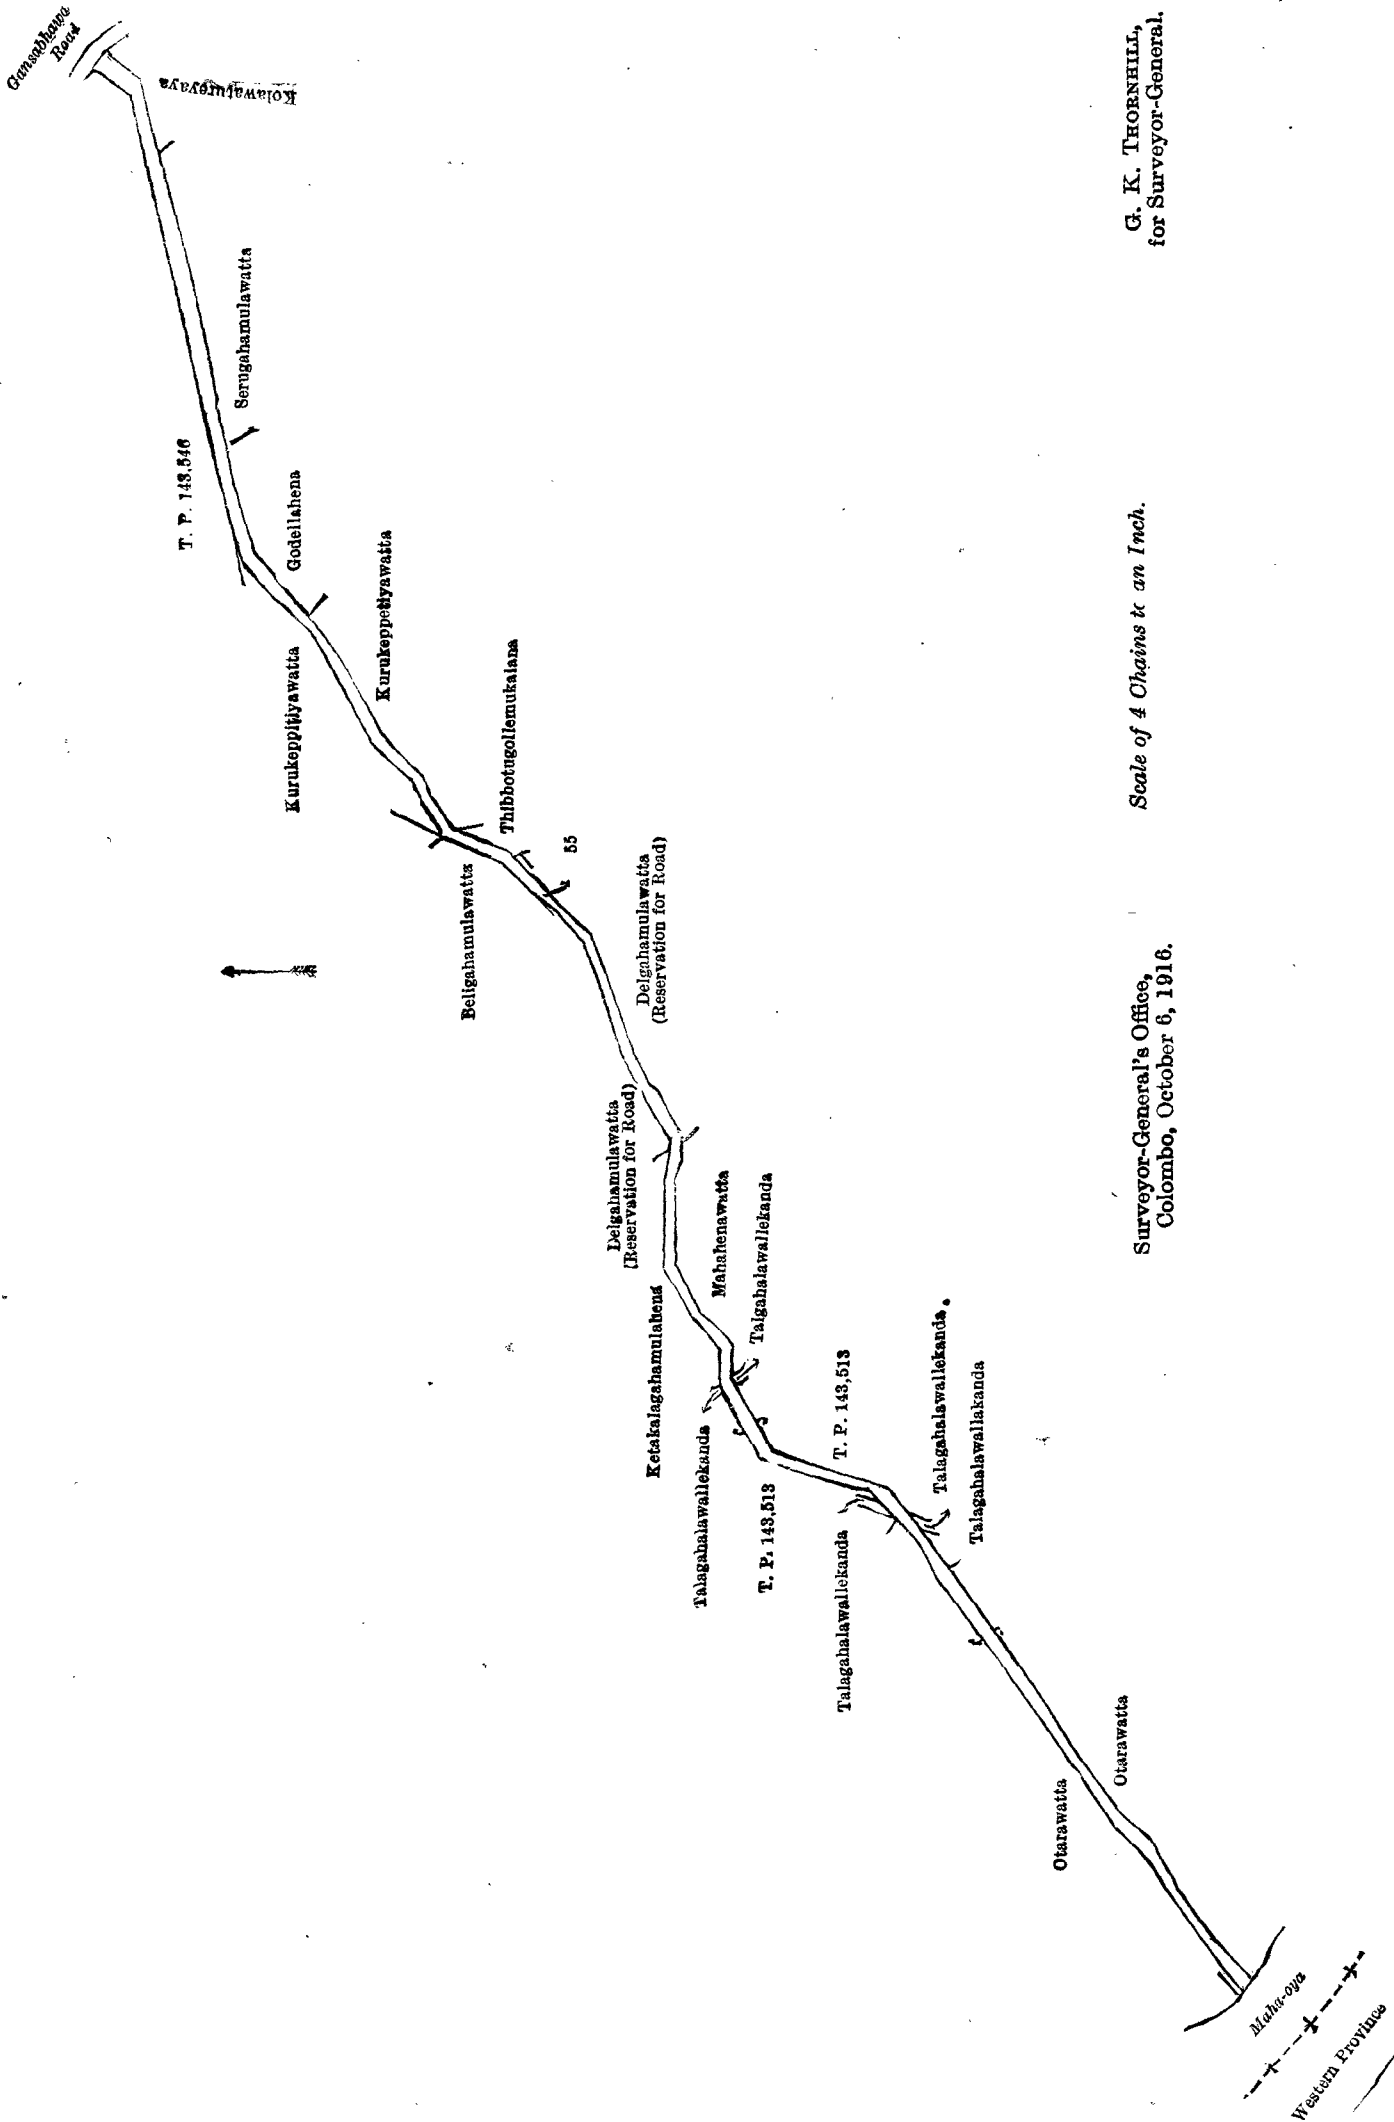 Gansabhawa
Road
Kolawatureyaya
Serugahamulawatta
T. P. 143,546
Godellahena
Kurukeppetiyawatta
Kurukeppitiyawatta
Thibbotugollemukalana
55
Beligahamulawatta
Delgahamulawatta
(Reservation for Road)
Delgahamulawatta
(Reservation for Road)
Mahahenawatta
Talgahalawallekanda
Ketakalagahamulahena
Talagahalawallekanda
T. P. 143,513
T. P. 143,513
Talagahalawallekanda
Talagahalawallekanda
Talagahalawallakanda
Otarawatta
Otarawatta
Maha-oya
Western Province
Surveyor-General's Office,
Colombo, October 6, 1916.
Scale of 4 Chains to an Inch.
G. K. THORNHILL,
for Surveyor-General.